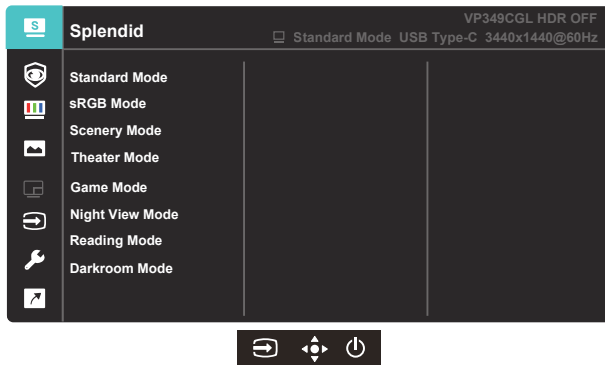 S
Splendid
VP349CGL HDR OFF
Standard Mode USB Type-C 3440x1440@60Hz
Standard Mode
sRGB Mode
Scenery Mode
Theater Mode
Game Mode
Night View Mode
Reading Mode
Darkroom Mode